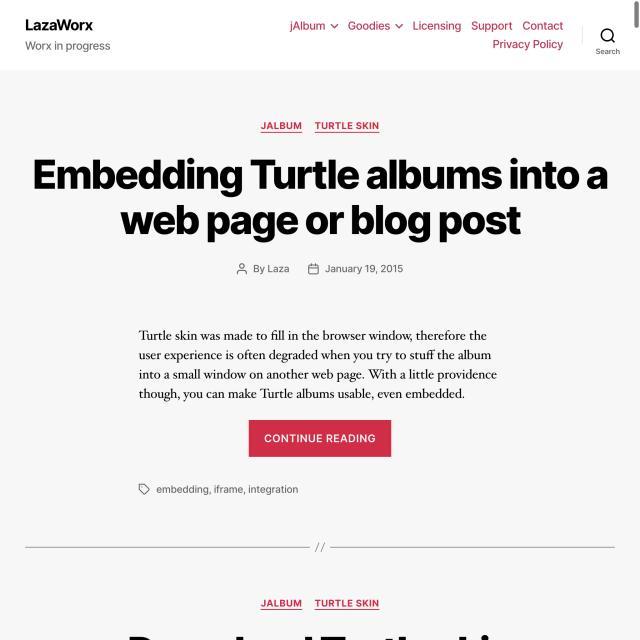 LazaWorx
Worx in progress
jAlbum Goodies Licensing Support Contact
Privacy Policy
Search
JALBUM TURTLE SKIN
Embedding Turtle albums into a
web page or blog post
By Laza January 19, 2015
Turtle skin was made to fill in the browser window, therefore the
user experience is often degraded when you try to stuff the album
into a small window on another web page. With a little providence
though, you can make Turtle albums usable, even embedded.
CONTINUE READING
embedding, iframe, integration
//
JALBUM TURTLE SKIN